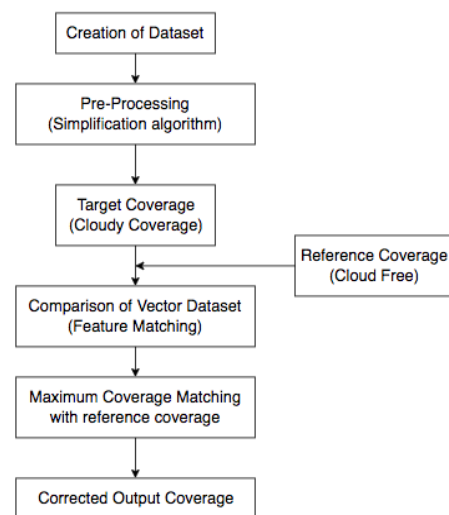 Creation of Dataset
Pre-Processing
(Simplification algorithm)
Target Coverage
(Cloudy Coverage)
Reference Coverage
(Cloud Free)
Comparison of Vector Dataset
(Feature Matching)
Maximum Coverage Matching
with reference coverage
Corrected Output Coverage